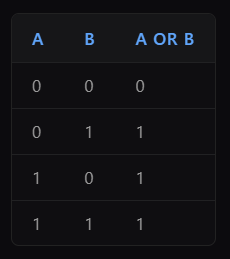 A B A OR B
0 0 0
0 1 1
1 0 1
1 1 1